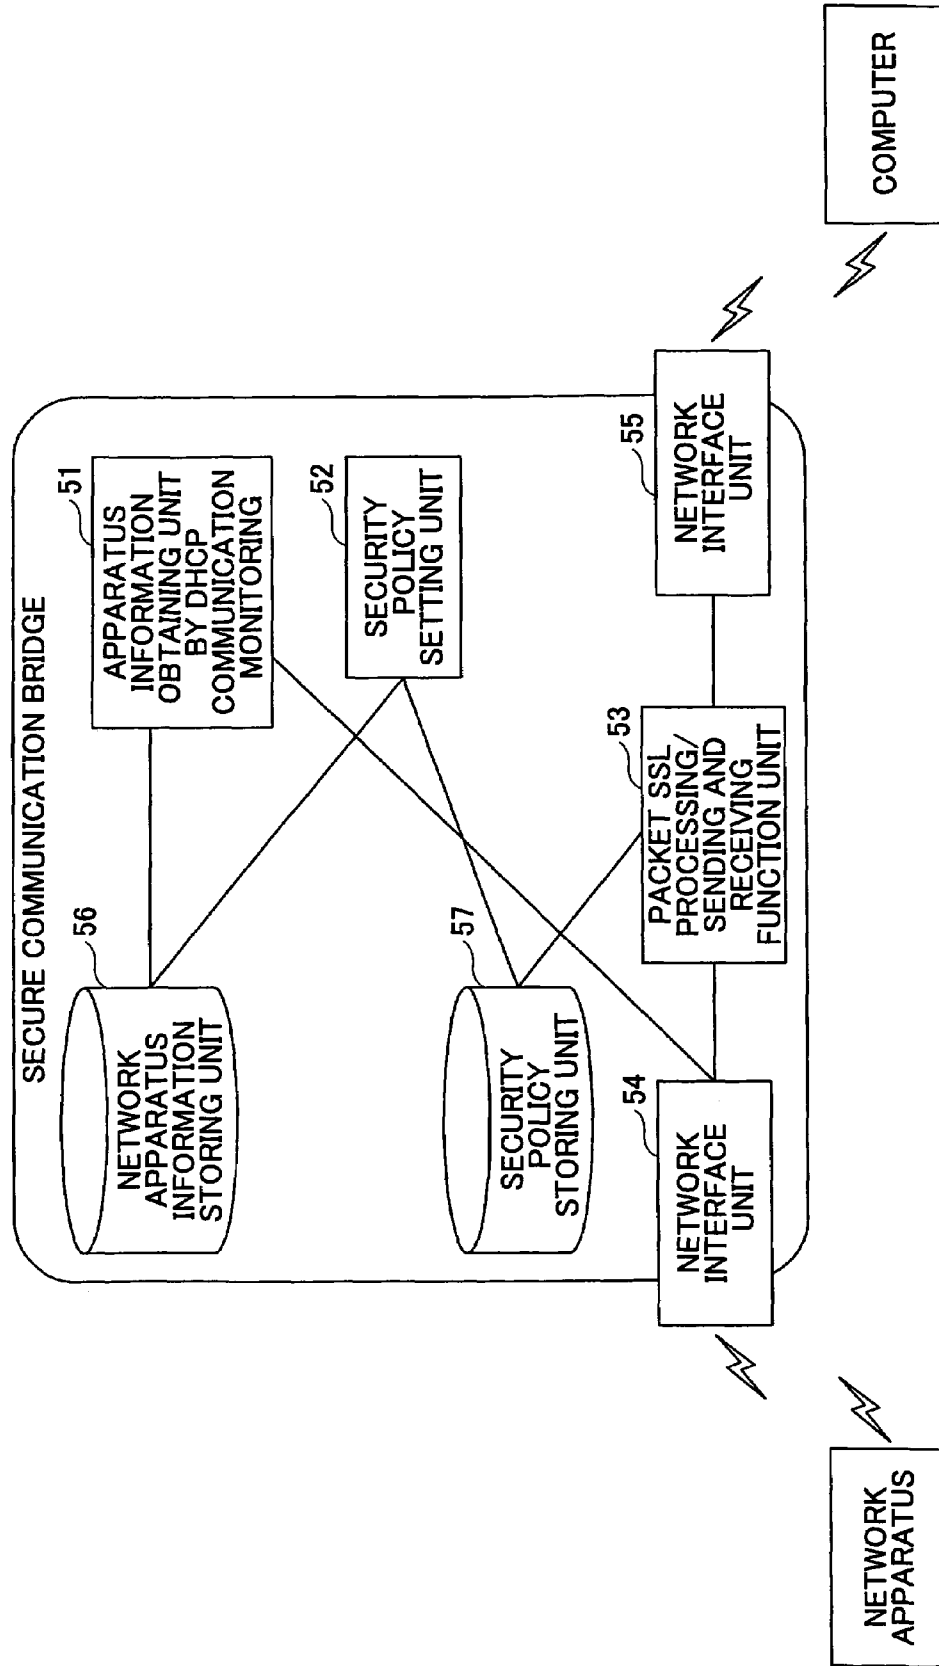 SECURE COMMUNICATION BRIDGE
56
NETWORK
APPARATUS
INFORMATION
STORING UNIT
51
APPARATUS
INFORMATION
OBTAINING UNIT
BY DHCP
COMMUNICATION
MONITORING
52
SECURITY
POLICY
SETTING UNIT
57
SECURITY
POLICY
STORING UNIT
54
NETWORK
INTERFACE
UNIT
53
PACKET SSL
PROCESSING/
SENDING AND
RECEIVING
FUNCTION UNIT
55
NETWORK
INTERFACE
UNIT
NETWORK
APPARATUS
COMPUTER